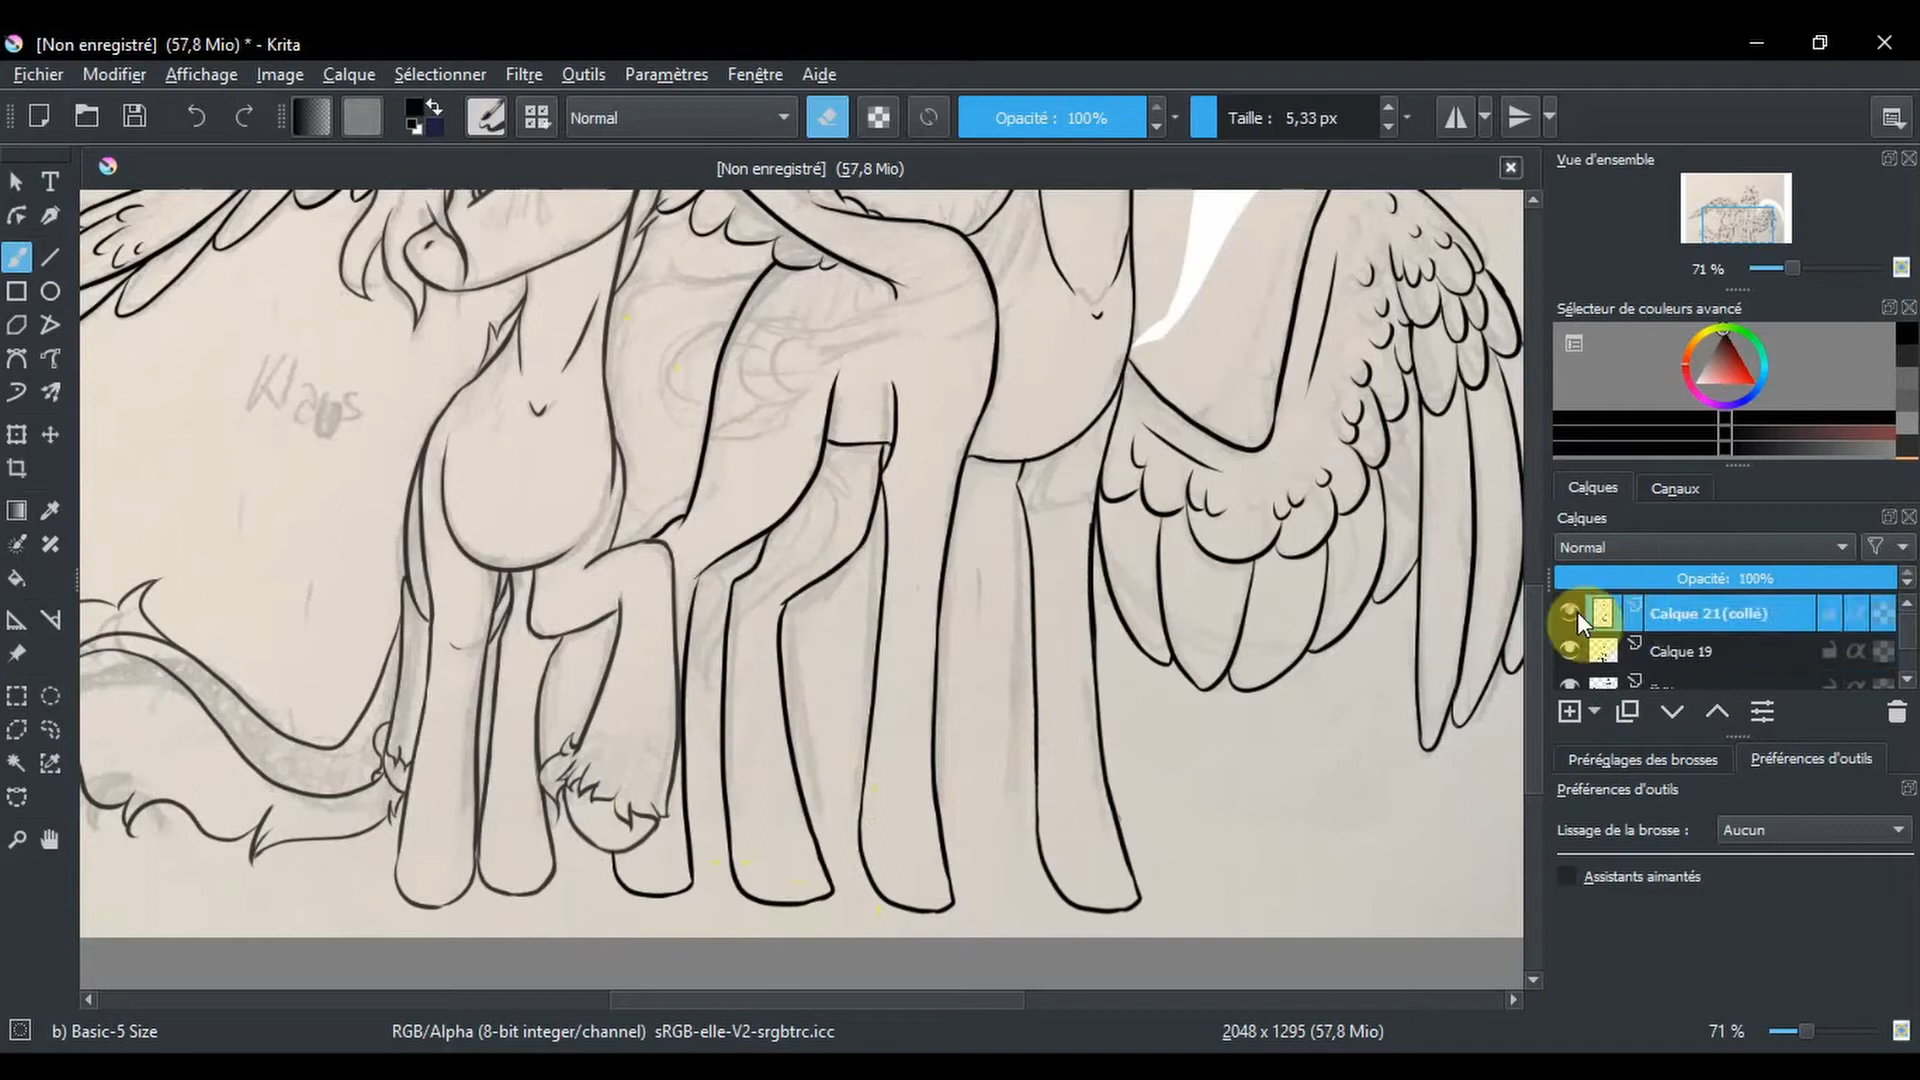 [Non enregistré] (57,8 Mio) * - Krita
Fichier Modifier Affichage Image Calque Sélectionner Filtre Outils Paramètres Fenêtre Aide
Normal Opacité : 100% Taille : 5,33 px
[Non enregistré] (57,8 Mio)
Vue d'ensemble
71 %
Sélecteur de couleurs avancé
Klaus
Calques Canaux
Calques
Normal
Opacité: 100%
Calque 21(collé)
Calque 19
Préréglages des brosses Préférences d'outils
Préférences d'outils
Lissage de la brosse : Aucun
Assistants aimantés
b) Basic-5 Size RGB/Alpha (8-bit integer/channel) sRGB-elle-V2-srgbtrc.icc 2048 x 1295 (57,8 Mio) 71 %